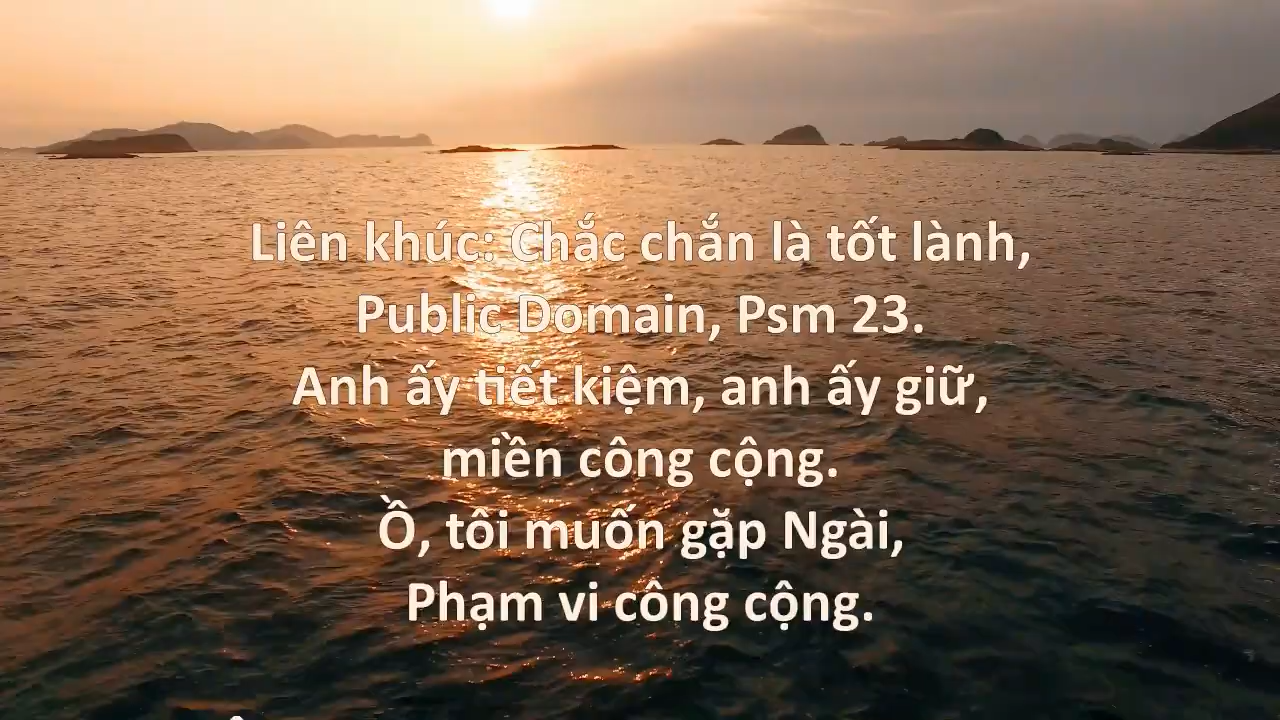 Liên khúc: Chắc chắn là tốt lành,
Public Domain, Psm 23.
Anh ấy tiết kiệm, anh ấy giữ,
miền công cộng.
Ồ, tôi muốn gặp Ngài,
Phạm vi công cộng.